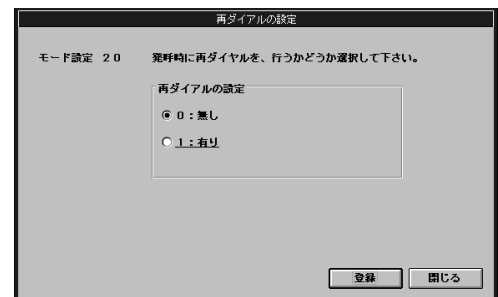 再ダイアルの設定
モード設定 20 発呼時に再ダイヤルを、行うかどうか選択して下さい。
再ダイアルの設定
0：無し
1：有り
登録 閉じる